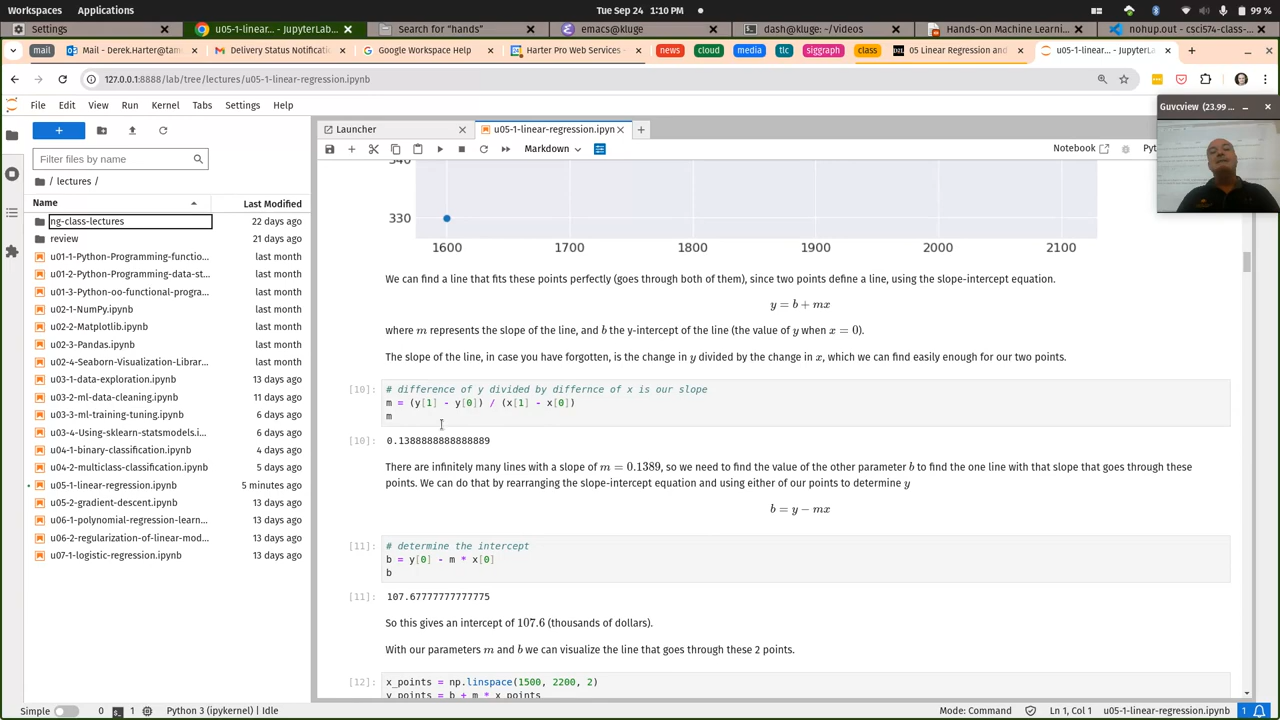 Workspaces Applications Tue Sep 24 1:10 PM 99 %
Settings u05-1-linear... - JupyterLab Search for "hands" emacs@kluge dash@kluge: ~/Videos Hands-On Machine Learning nohup.out - csci574-class-
mail Mail - Derek.Harter@tam Delivery Status Notificati Google Workspace Help Harter Pro Web Services - news cloud media tlc siggraph class 05 Linear Regression and u05-1-linear... - JupyterLa
127.0.0.1:8888/lab/tree/lectures/u05-1-linear-regression.ipynb
File Edit View Run Kernel Tabs Settings Help
Guvcview (23.99 ...
Launcher u05-1-linear-regression.ipyn
Filter files by name
Markdown Notebook
/ lectures /
Name Last Modified
ng-class-lectures 22 days ago
review 21 days ago
u01-1-Python-Programming-functio... last month
u01-2-Python-Programming-data-st... last month
u01-3-Python-oo-functional-progra... last month
u02-1-NumPy.ipynb last month
u02-2-Matplotlib.ipynb last month
u02-3-Pandas.ipynb last month
u02-4-Seaborn-Visualization-Librar... last month
u03-1-data-exploration.ipynb 13 days ago
u03-2-ml-data-cleaning.ipynb 11 days ago
u03-3-ml-training-tuning.ipynb 6 days ago
u03-4-Using-sklearn-statsmodels.i... 6 days ago
u04-1-binary-classification.ipynb 4 days ago
u04-2-multiclass-classification.ipynb 5 days ago
u05-1-linear-regression.ipynb 5 minutes ago
u05-2-gradient-descent.ipynb 13 days ago
u06-1-polynomial-regression-learn... 13 days ago
u06-2-regularization-of-linear-mod... 13 days ago
u07-1-logistic-regression.ipynb 13 days ago
340
330
1600 1700 1800 1900 2000 2100
We can find a line that fits these points perfectly (goes through both of them), since two points define a line, using the slope-intercept equation.
y = b + mx
where m represents the slope of the line, and b the y-intercept of the line (the value of y when x = 0).
The slope of the line, in case you have forgotten, is the change in y divided by the change in x, which we can find easily enough for our two points.
[10]: # difference of y divided by differnce of x is our slope
m = (y[1] - y[0]) / (x[1] - x[0])
m
[10]: 0.1388888888888889
There are infinitely many lines with a slope of m = 0.1389, so we need to find the value of the other parameter b to find the one line with that slope that goes through these
points. We can do that by rearranging the slope-intercept equation and using either of our points to determine y
b = y − mx
[11]: # determine the intercept
b = y[0] - m * x[0]
b
[11]: 107.67777777777775
So this gives an intercept of 107.6 (thousands of dollars).
With our parameters m and b we can visualize the line that goes through these 2 points.
[12]: x_points = np.linspace(1500, 2200, 2)
y_points = b + m * x_points
Simple 0 1 Python 3 (ipykernel) | Idle Mode: Command Ln 1, Col 1 u05-1-linear-regression.ipynb 1